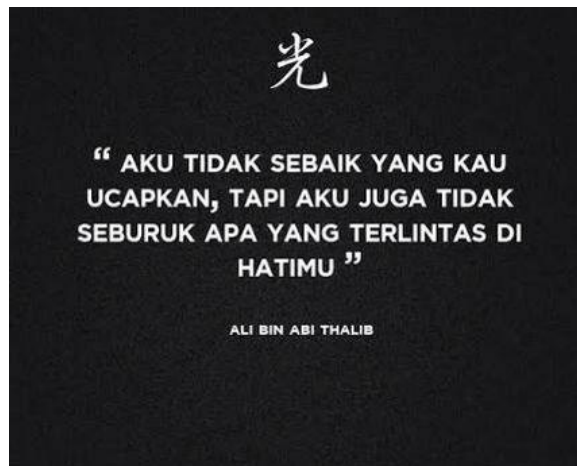 光
“ AKU TIDAK SEBAIK YANG KAU
UCAPKAN, TAPI AKU JUGA TIDAK
SEBURUK APA YANG TERLINTAS DI
HATIMU ”
ALI BIN ABI THALIB